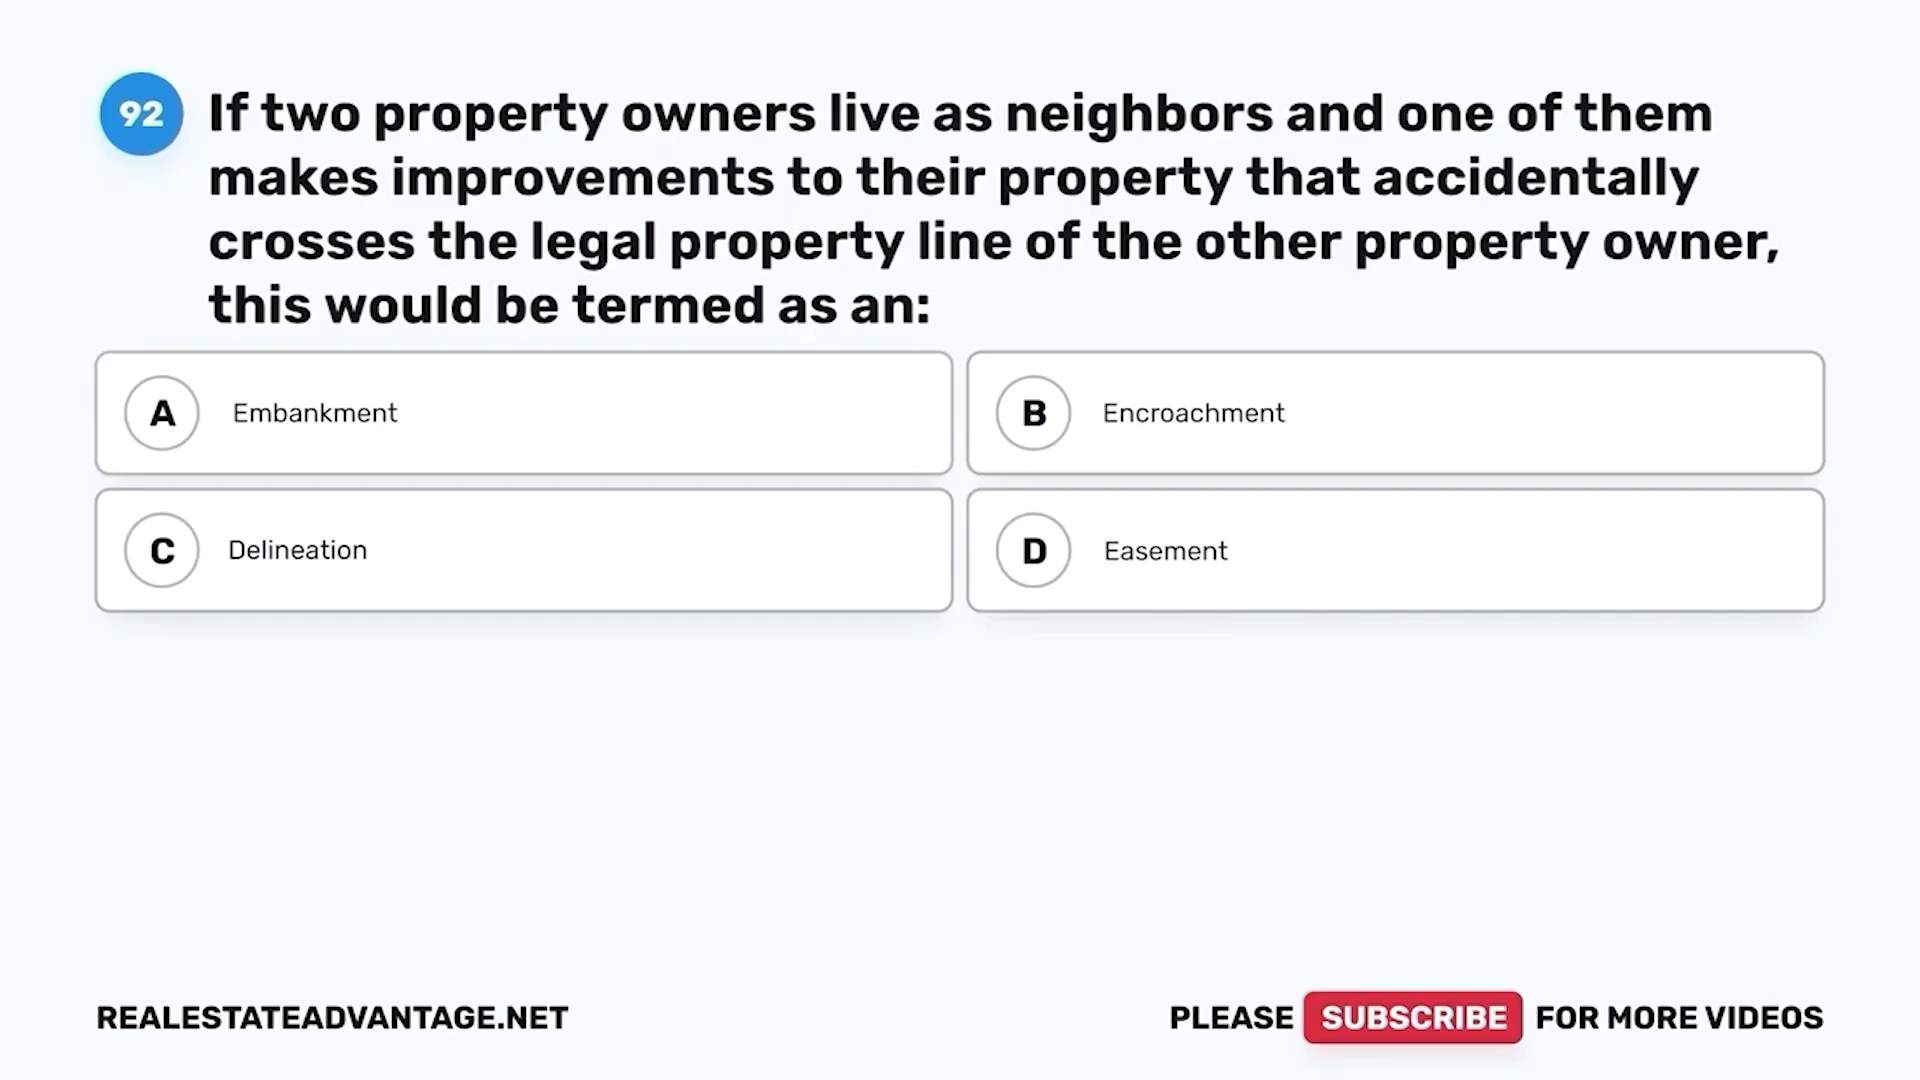 92
If two property owners live as neighbors and one of them
makes improvements to their property that accidentally
crosses the legal property line of the other property owner,
this would be termed as an:
A Embankment
B Encroachment
C Delineation
D Easement
REALESTATEADVANTAGE.NET
PLEASE SUBSCRIBE FOR MORE VIDEOS